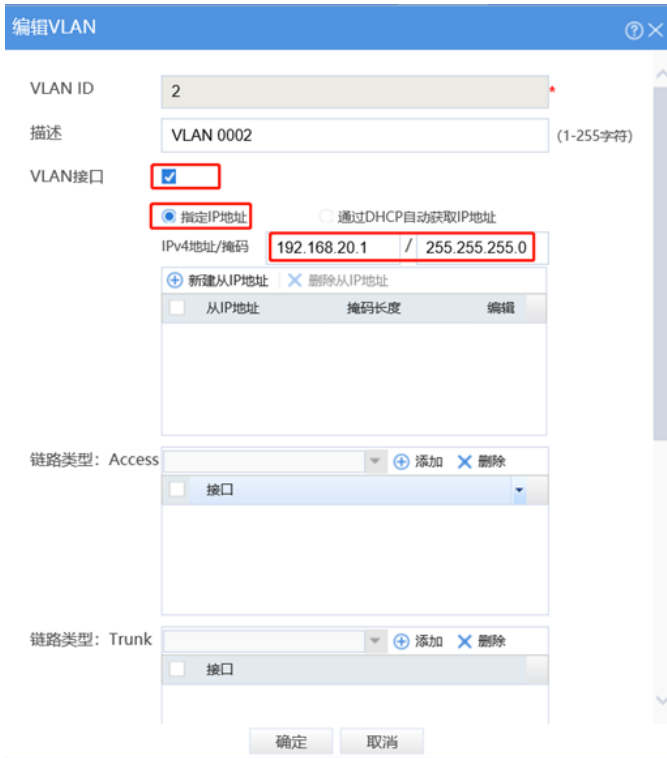 编辑VLAN
VLAN ID 2 *
描述 VLAN 0002 (1-255字符)
VLAN接口
指定IP地址 通过DHCP自动获取IP地址
IPv4地址/掩码 192.168.20.1 / 255.255.255.0
新建从IP地址 删除从IP地址
从IP地址 掩码长度 编辑
链路类型：Access 添加 删除
接口
链路类型：Trunk 添加 删除
接口
确定 取消